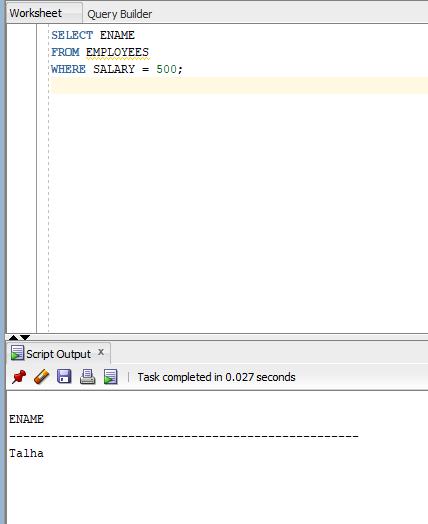 Worksheet Query Builder
SELECT ENAME
FROM EMPLOYEES
WHERE SALARY = 500;
Script Output x
Task completed in 0.027 seconds
ENAME
--------------------------------------------------
Talha